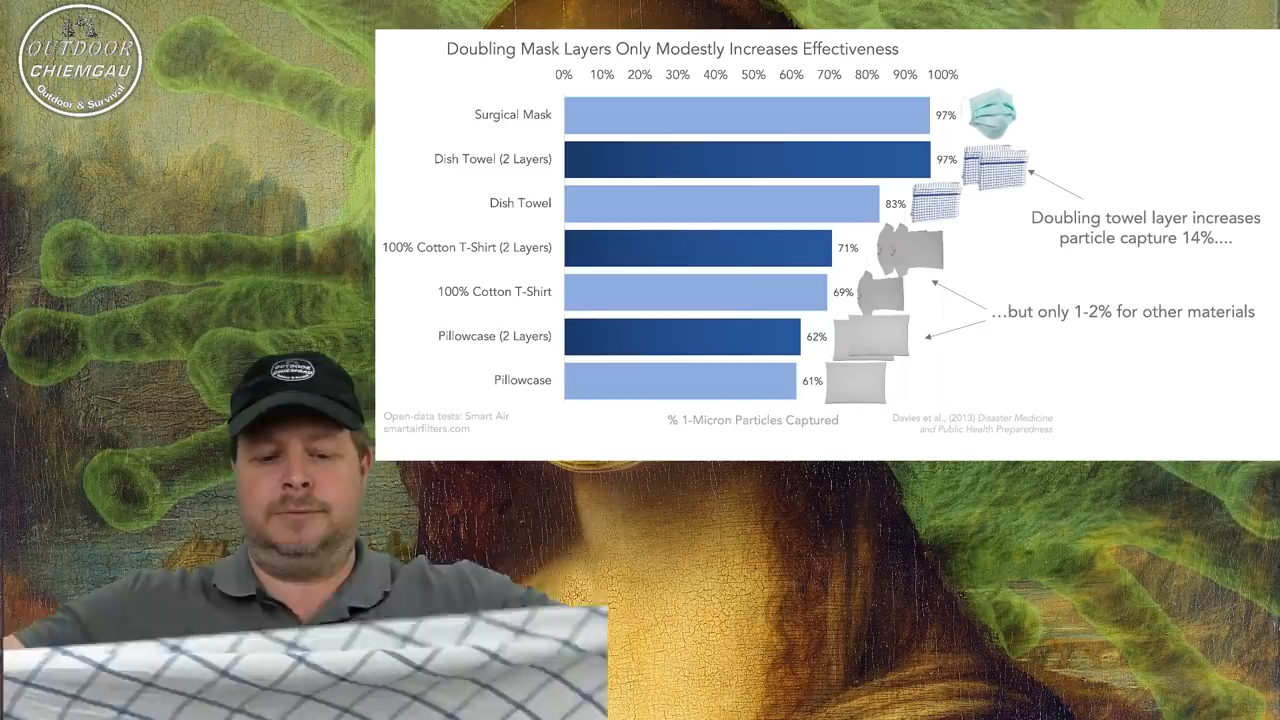 OUTDOOR
CHIEMGAU
Outdoor & Survival
Doubling Mask Layers Only Modestly Increases Effectiveness
0% 10% 20% 30% 40% 50% 60% 70% 80% 90% 100%
Surgical Mask 97%
Dish Towel (2 Layers) 97%
Dish Towel 83%
Doubling towel layer increases
particle capture 14%....
100% Cotton T-Shirt (2 Layers) 71%
100% Cotton T-Shirt 69%
...but only 1-2% for other materials
Pillowcase (2 Layers) 62%
Pillowcase 61%
Open-data tests: Smart Air
smartairfilters.com
% 1-Micron Particles Captured
Davies et al., (2013) Disaster Medicine
and Public Health Preparedness
OUTDOOR
CHIEMGAU